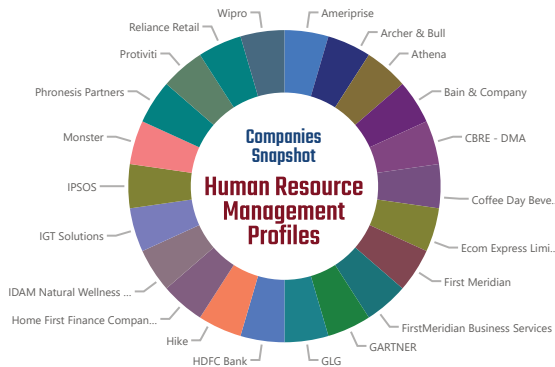 Companies
Snapshot
Human Resource
Management
Profiles
Ameriprise
Archer & Bull
Athena
Bain & Company
CBRE - DMA
Coffee Day Beve..
Ecom Express Limi..
First Meridian
FirstMeridian Business Services
GARTNER
GLG
HDFC Bank
Hike
Home First Finance Compan...
IDAM Natural Wellness ...
IGT Solutions
IPSOS
Monster
Phronesis Partners
Protiviti
Reliance Retail
Wipro